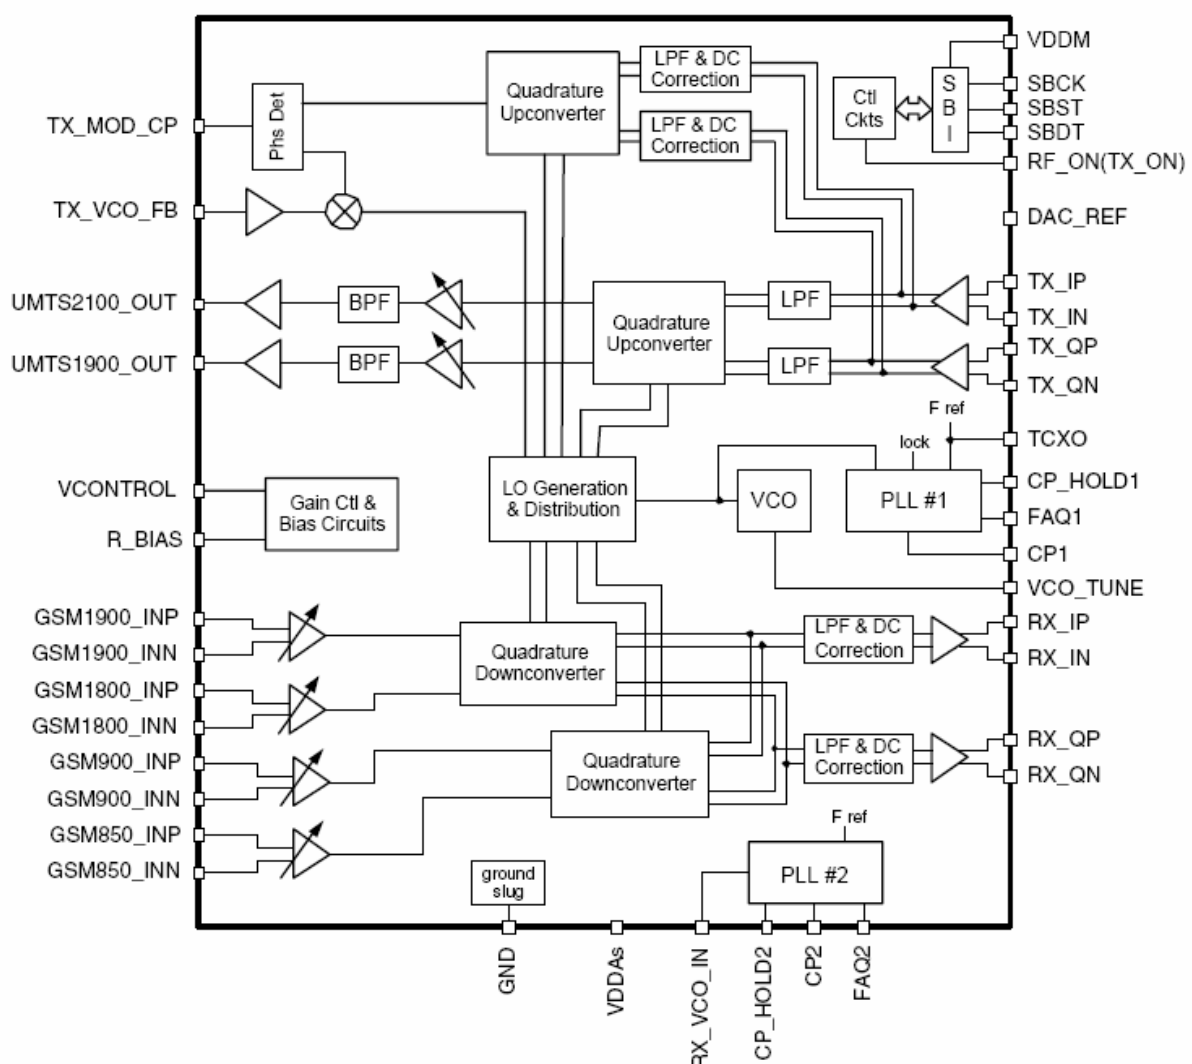 VDDM
LPF & DC
Correction
Quadrature
Upconverter
Phs Det
TX_MOD_CP
LPF & DC
Correction
Ctl
Ckts
S
B
I
SBCK
SBST
SBDT
RF_ON(TX_ON)
TX_VCO_FB
DAC_REF
UMTS2100_OUT
BPF
Quadrature
Upconverter
LPF
TX_IP
TX_IN
UMTS1900_OUT
BPF
LPF
TX_QP
TX_QN
F ref
lock
TCXO
VCONTROL
Gain Ctl &
Bias Circuits
R_BIAS
LO Generation
& Distribution
VCO
PLL #1
CP_HOLD1
FAQ1
CP1
VCO_TUNE
GSM1900_INP
GSM1900_INN
GSM1800_INP
GSM1800_INN
GSM900_INP
GSM900_INN
GSM850_INP
GSM850_INN
Quadrature
Downconverter
LPF & DC
Correction
RX_IP
RX_IN
Quadrature
Downconverter
LPF & DC
Correction
RX_QP
RX_QN
F ref
PLL #2
ground
slug
GND
VDDAs
RX_VCO_IN
CP_HOLD2
CP2
FAQ2